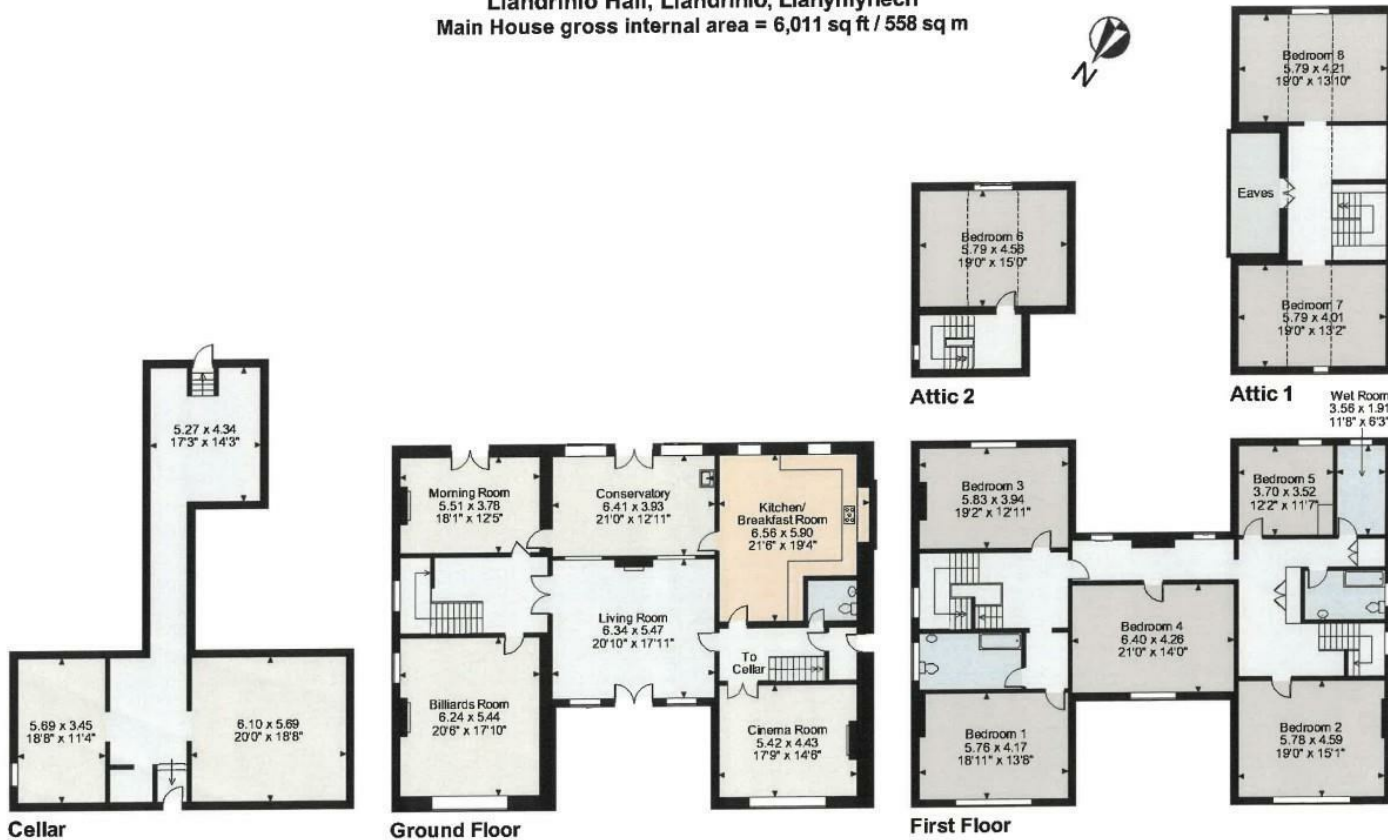 Llandrinio Hall, Llandrinio, Llanymynech
Main House gross internal area = 6,011 sq ft / 558 sq m
N
Bedroom 8
5.79 x 4.21
19'0" x 13'10"
Eaves
Bedroom 7
5.79 x 4.01
19'0" x 13'2"
Attic 1
Bedroom 6
5.79 x 4.56
19'0" x 15'0"
Attic 2
5.27 x 4.34
17'3" x 14'3"
5.69 x 3.45
18'8" x 11'4"
6.10 x 5.69
20'0" x 18'8"
Cellar
Morning Room
5.51 x 3.78
18'1" x 12'5"
Conservatory
6.41 x 3.93
21'0" x 12'11"
Kitchen/
Breakfast Room
6.56 x 5.90
21'6" x 19'4"
Living Room
6.34 x 5.47
20'10" x 17'11"
To
Cellar
Billiards Room
6.24 x 5.44
20'6" x 17'10"
Cinema Room
5.42 x 4.43
17'9" x 14'6"
Ground Floor
Wet Room
3.56 x 1.91
11'8" x 6'3"
Bedroom 3
5.83 x 3.94
19'2" x 12'11"
Bedroom 5
3.70 x 3.52
12'2" x 11'7"
Bedroom 4
6.40 x 4.26
21'0" x 14'0"
Bedroom 1
5.76 x 4.17
18'11" x 13'8"
Bedroom 2
5.78 x 4.59
19'0" x 15'1"
First Floor